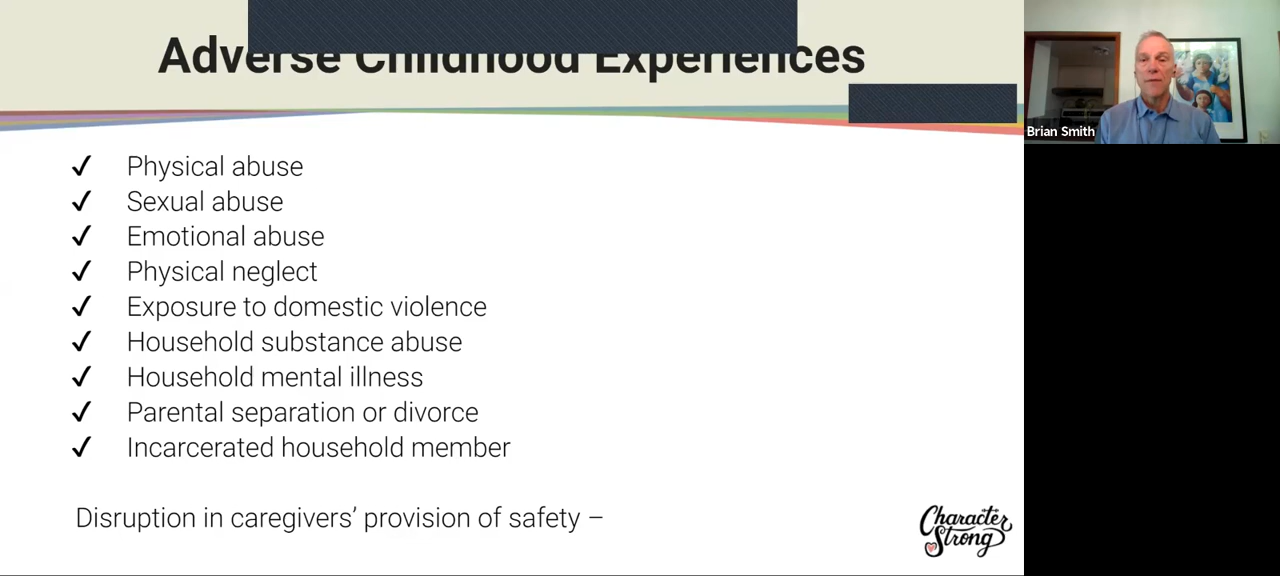 Adverse Childhood Experiences
Brian Smith
✓ Physical abuse
✓ Sexual abuse
✓ Emotional abuse
✓ Physical neglect
✓ Exposure to domestic violence
✓ Household substance abuse
✓ Household mental illness
✓ Parental separation or divorce
✓ Incarcerated household member
Disruption in caregivers’ provision of safety –
Character
Strong